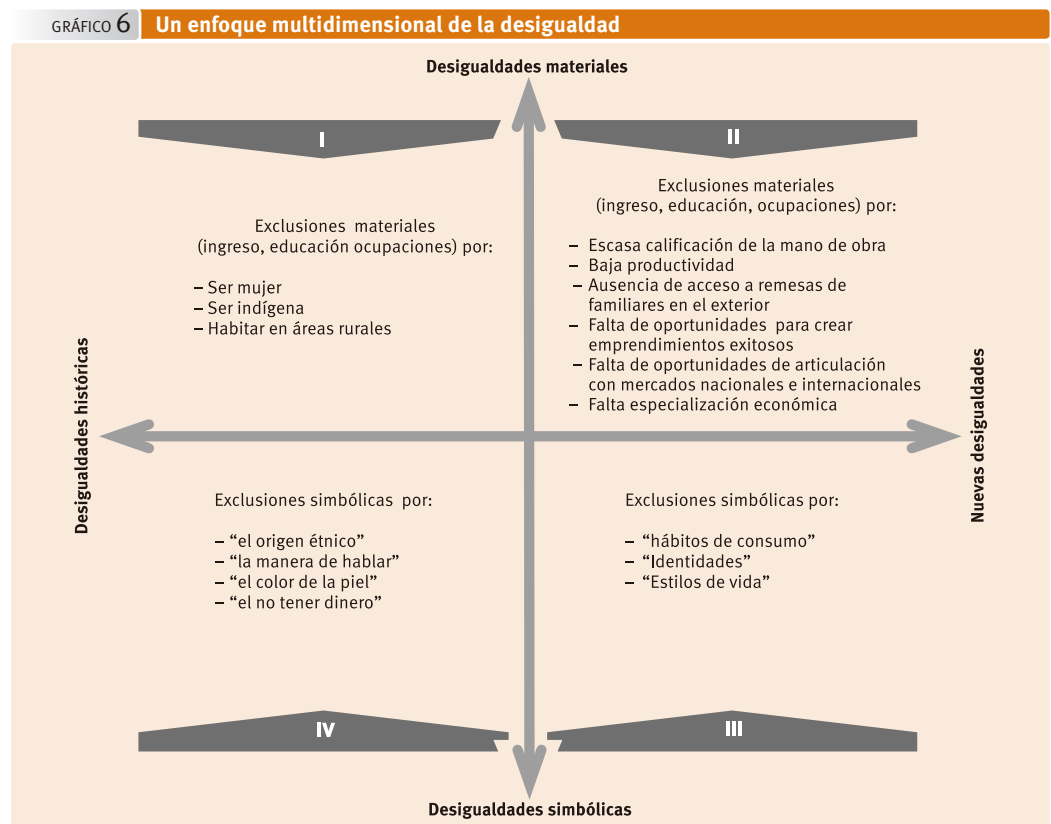 GRÁFICO 6 Un enfoque multidimensional de la desigualdad
Desigualdades materiales
I
Exclusiones materiales
(ingreso, educación ocupaciones) por:
– Ser mujer
– Ser indígena
– Habitar en áreas rurales
II
Exclusiones materiales
(ingreso, educación, ocupaciones) por:
– Escasa calificación de la mano de obra
– Baja productividad
– Ausencia de acceso a remesas de
familiares en el exterior
– Falta de oportunidades para crear
emprendimientos exitosos
– Falta de oportunidades de articulación
con mercados nacionales e internacionales
– Falta especialización económica
Desigualdades históricas
Nuevas desigualdades
Exclusiones simbólicas por:
– “el origen étnico”
– “la manera de hablar”
– “el color de la piel”
– “el no tener dinero”
IV
Exclusiones simbólicas por:
– “hábitos de consumo”
– “Identidades”
– “Estilos de vida”
III
Desigualdades simbólicas